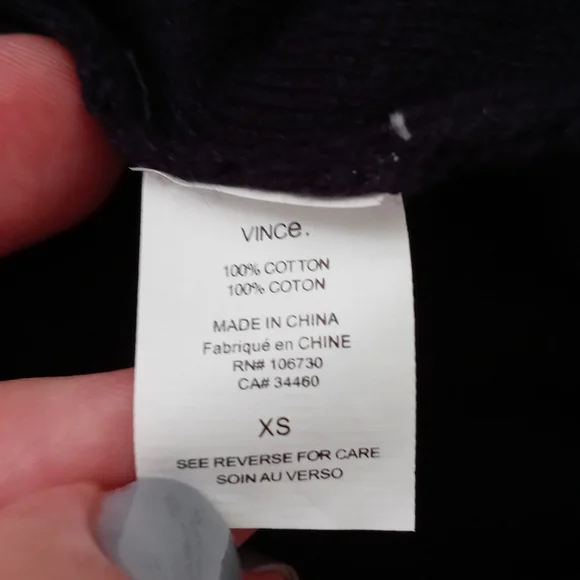 VINCe.
100% COTTON
100% COTON
MADE IN CHINA
Fabriqué en CHINE
RN# 106730
CA# 34460
XS
SEE REVERSE FOR CARE
SOIN AU VERSO